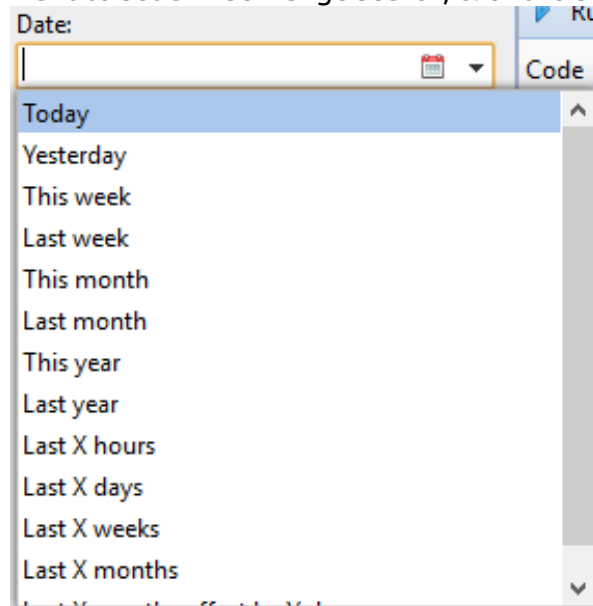 Date:
Ru
Code
Today
Yesterday
This week
Last week
This month
Last month
This year
Last year
Last X hours
Last X days
Last X weeks
Last X months